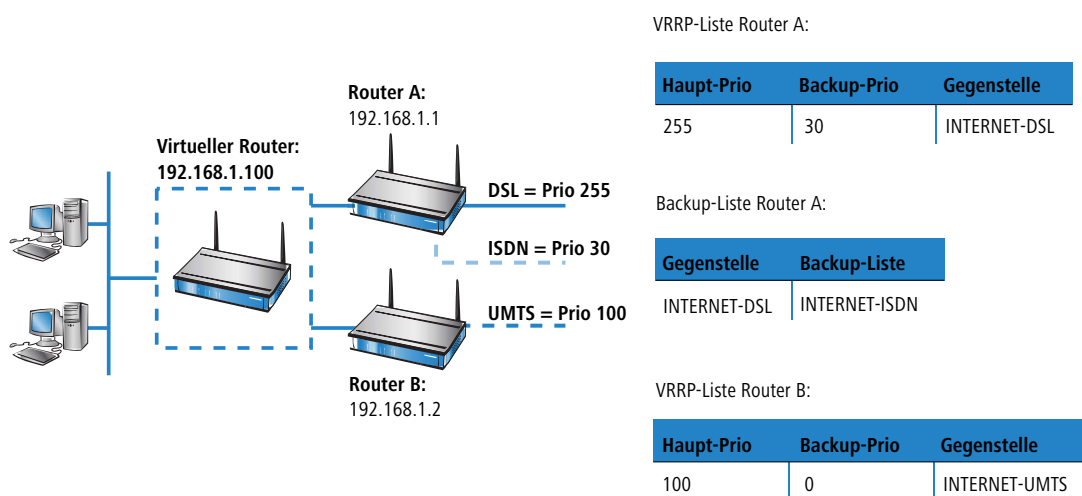 Virtueller Router:
192.168.1.100
Router A:
192.168.1.1
DSL = Prio 255
ISDN = Prio 30
UMTS = Prio 100
Router B:
192.168.1.2
VRRP-Liste Router A:
Haupt-Prio Backup-Prio Gegenstelle
255 30 INTERNET-DSL
Backup-Liste Router A:
Gegenstelle Backup-Liste
INTERNET-DSL INTERNET-ISDN
VRRP-Liste Router B:
Haupt-Prio Backup-Prio Gegenstelle
100 0 INTERNET-UMTS